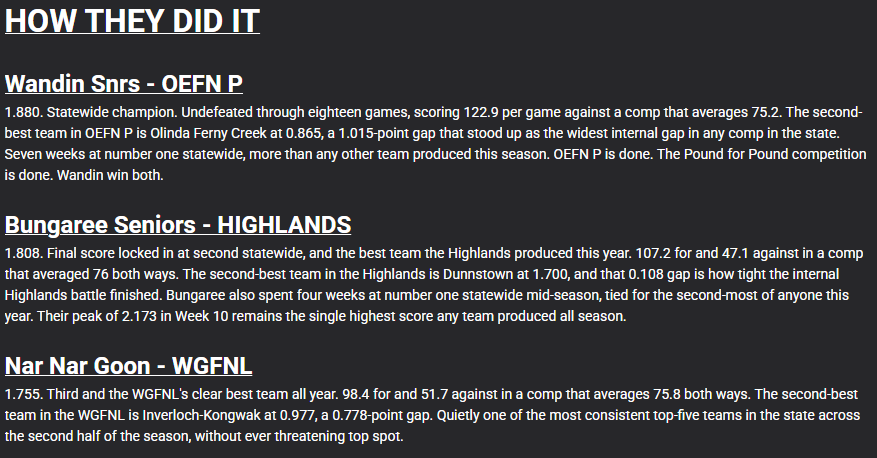 HOW THEY DID IT
Wandin Snrs - OEFN P
1.880. Statewide champion. Undefeated through eighteen games, scoring 122.9 per game against a comp that averages 75.2. The second-
best team in OEFN P is Olinda Ferny Creek at 0.865, a 1.015-point gap that stood up as the widest internal gap in any comp in the state.
Seven weeks at number one statewide, more than any other team produced this season. OEFN P is done. The Pound for Pound competition
is done. Wandin win both.
Bungaree Seniors - HIGHLANDS
1.808. Final score locked in at second statewide, and the best team the Highlands produced this year. 107.2 for and 47.1 against in a comp
that averaged 76 both ways. The second-best team in the Highlands is Dunnstown at 1.700, and that 0.108 gap is how tight the internal
Highlands battle finished. Bungaree also spent four weeks at number one statewide mid-season, tied for the second-most of anyone this
year. Their peak of 2.173 in Week 10 remains the single highest score any team produced all season.
Nar Nar Goon - WGFNL
1.755. Third and the WGFNL's clear best team all year. 98.4 for and 51.7 against in a comp that averages 75.8 both ways. The second-best
team in the WGFNL is Inverloch-Kongwak at 0.977, a 0.778-point gap. Quietly one of the most consistent top-five teams in the state across
the second half of the season, without ever threatening top spot.